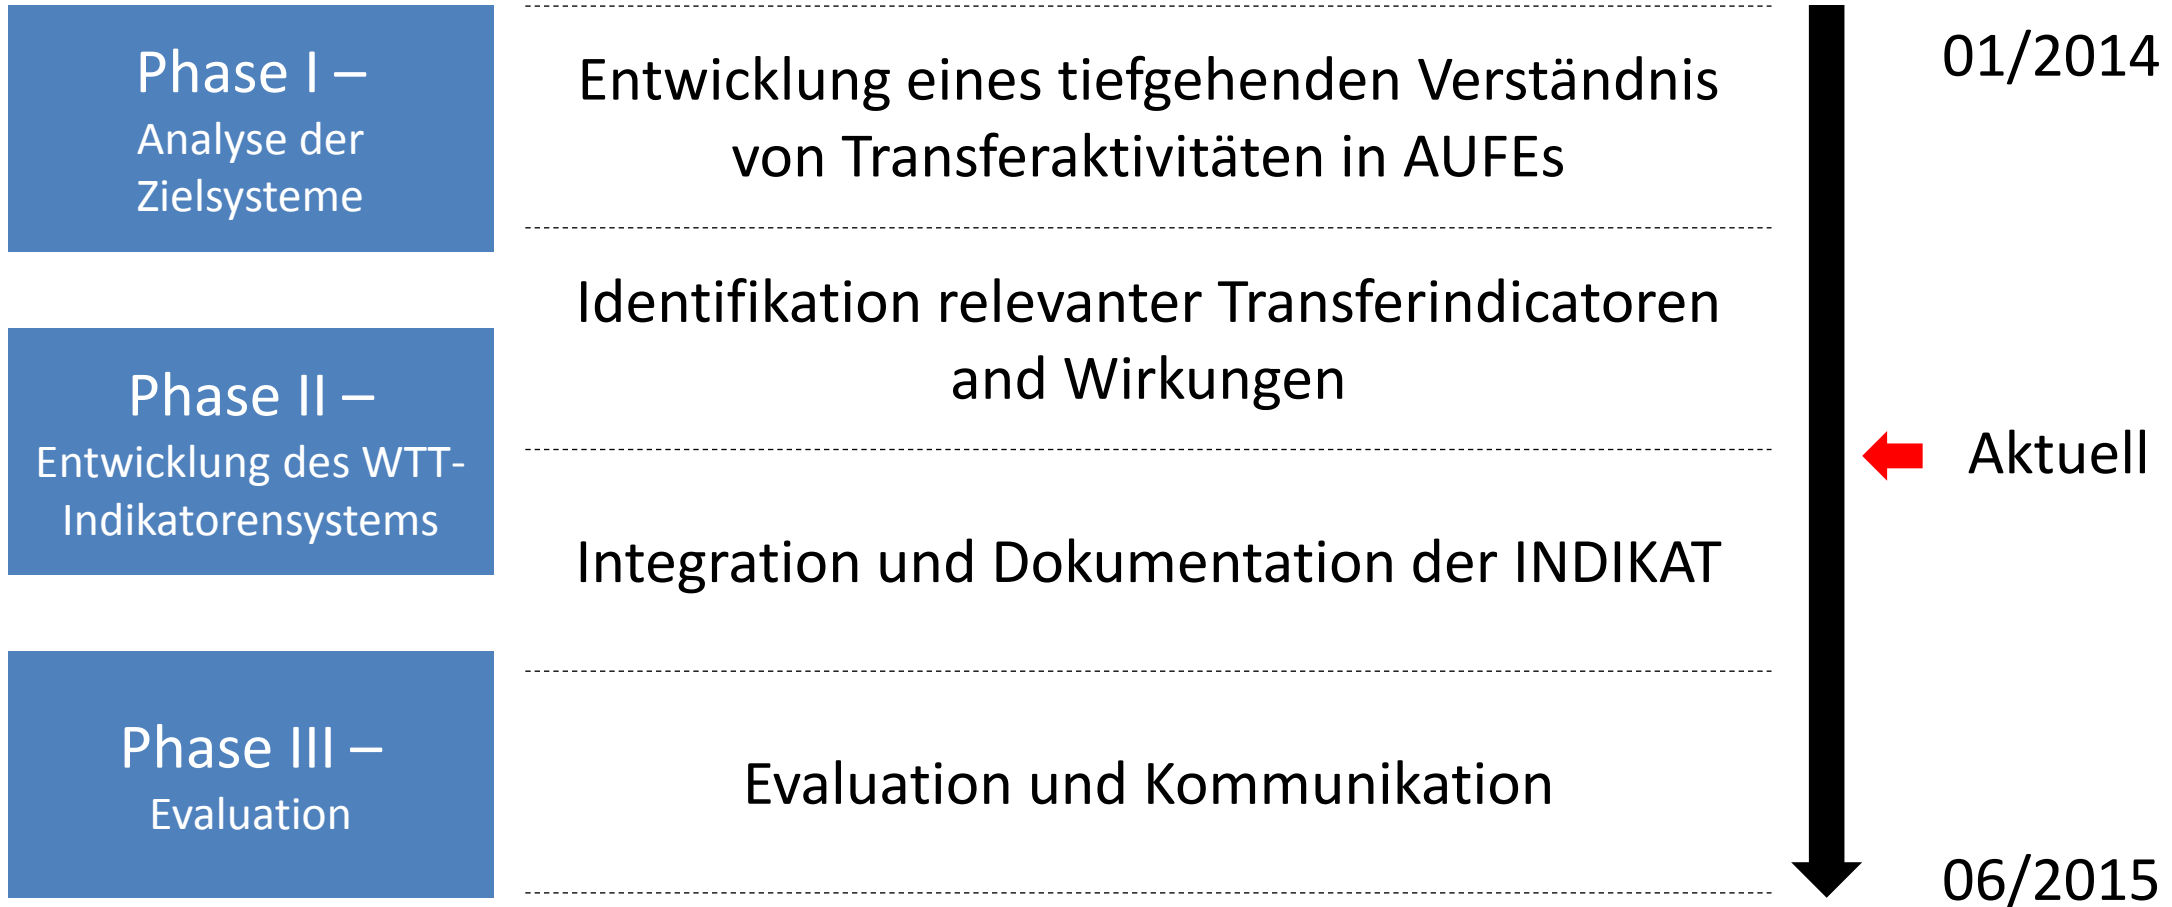 Phase I –
Analyse der
Zielsysteme
Entwicklung eines tiefgehenden Verständnis
von Transferaktivitäten in AUFEs
01/2014
Identifikation relevanter Transferindicatoren
and Wirkungen
Phase II –
Entwicklung des WTT-
Indikatorensystems
Aktuell
Integration und Dokumentation der INDIKAT
Phase III –
Evaluation
Evaluation und Kommunikation
06/2015